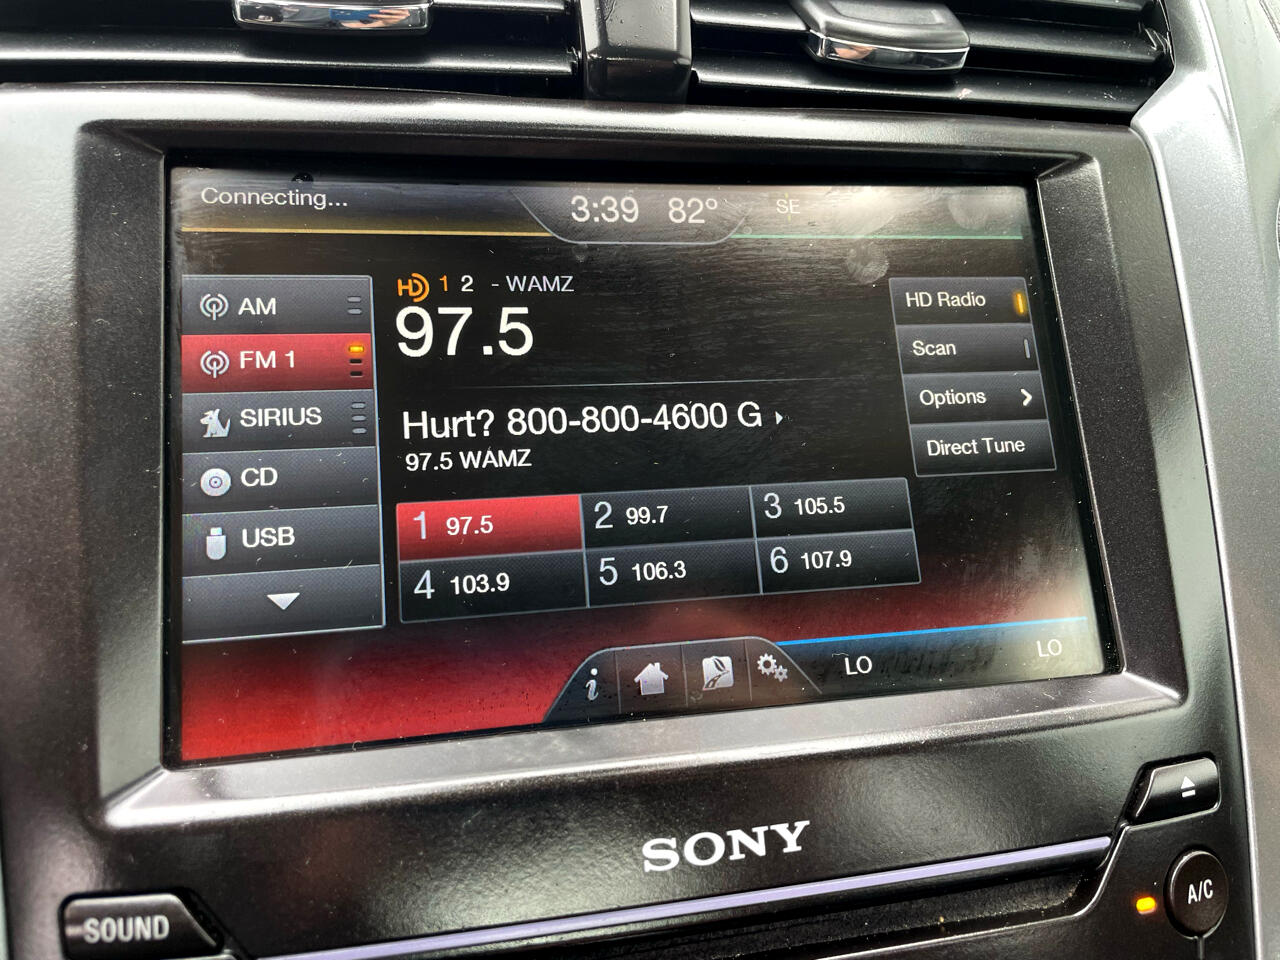 Connecting...
3:39 82° SE
AM
FM 1
SIRIUS
CD
USB
HD 1 2 - WAMZ
97.5
Hurt? 800-800-4600 G
97.5 WAMZ
1 97.5
2 99.7
3 105.5
4 103.9
5 106.3
6 107.9
HD Radio
Scan
Options
Direct Tune
i
LO
LO
SONY
SOUND
A/C